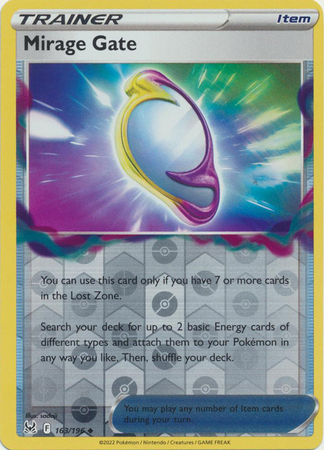 TRAINER Item
Mirage Gate
You can use this card only if you have 7 or more cards
in the Lost Zone.
Search your deck for up to 2 basic Energy cards of
different types and attach them to your Pokémon
in any way you like. Then, shuffle your deck.
Illus. sadaji
You may play any number of Item cards
during your turn.
F 163/196
©2022 Pokémon / Nintendo / Creatures / GAME FREAK